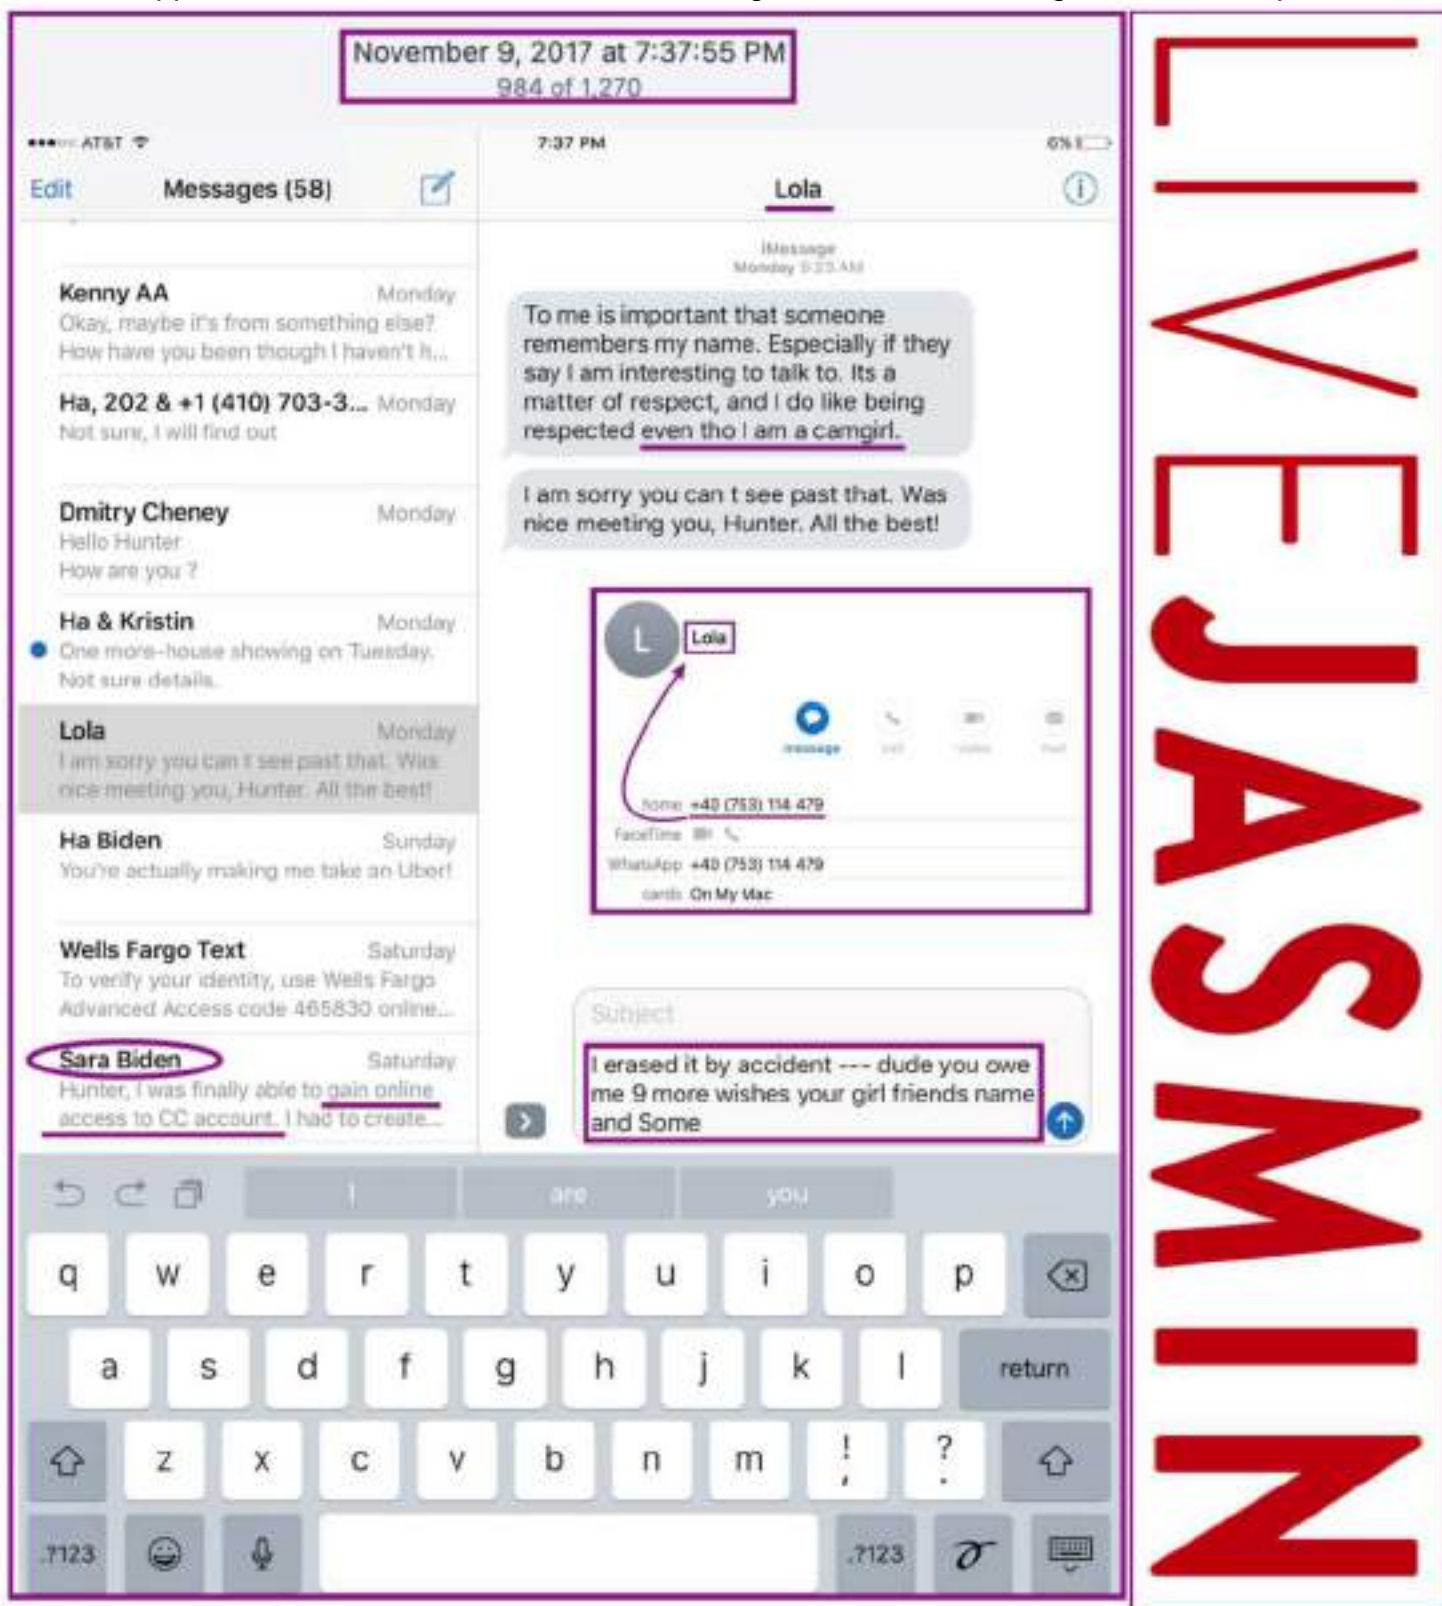 November 9, 2017 at 7:37:55 PM
984 of 1,270
AT&T
7:37 PM
6%
Edit
Messages (58)
Lola
Kenny AA
Monday
Okay, maybe it's from something else?
How have you been though I haven't h...
Ha, 202 & +1 (410) 703-3...
Monday
Not sure, I will find out
Dmitry Cheney
Monday
Hello Hunter
How are you ?
Ha & Kristin
Monday
One more-house showing on Tuesday.
Not sure details.
Lola
Monday
I am sorry you can t see past that. Was
nice meeting you, Hunter. All the best!
Ha Biden
Sunday
You're actually making me take an Uber!
Wells Fargo Text
Saturday
To verify your identity, use Wells Fargo
Advanced Access code 465830 online...
Sara Biden
Saturday
Hunter, I was finally able to gain online
access to CC account. I had to create...
iMessage
Monday
To me is important that someone
remembers my name. Especially if they
say I am interesting to talk to. Its a
matter of respect, and I do like being
respected even tho I am a camgirl.
I am sorry you can t see past that. Was
nice meeting you, Hunter. All the best!
L
Lola
message
call
video
mail
home +40 (753) 114 479
FaceTime
WhatsApp +40 (753) 114 479
cards On My Mac
Subject
I erased it by accident --- dude you owe
me 9 more wishes your girl friends name
and Some
I
are
you
q w e r t y u i o p
a s d f g h j k l return
z x c v b n m ! , ? .
.?123
.?123
LIVEJASMIN